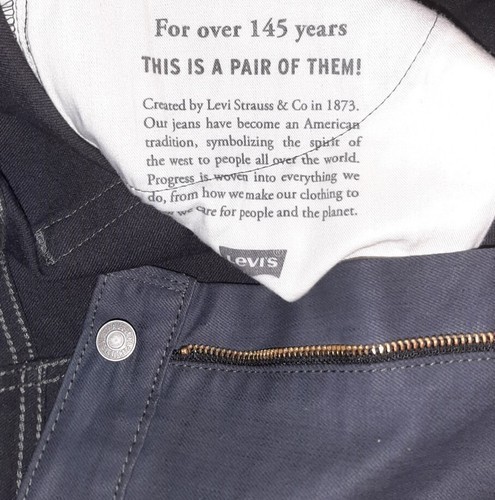 For over 145 years
THIS IS A PAIR OF THEM!
Created by Levi Strauss & Co in 1873.
Our jeans have become an American
tradition, symbolizing the spirit of
the west to people all over the world.
Progress is woven into everything we
do, from how we make our clothing to
we care for people and the planet.
Levi's